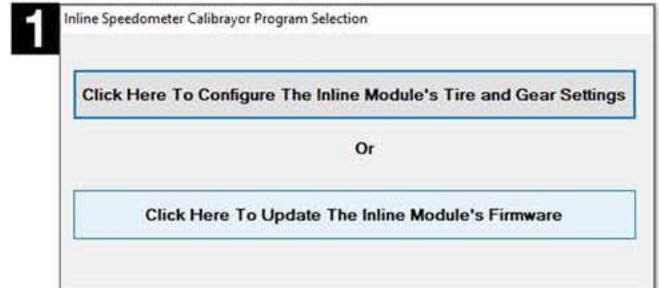 1
Inline Speedometer Calibrayor Program Selection
Click Here To Configure The Inline Module's Tire and Gear Settings
Or
Click Here To Update The Inline Module's Firmware